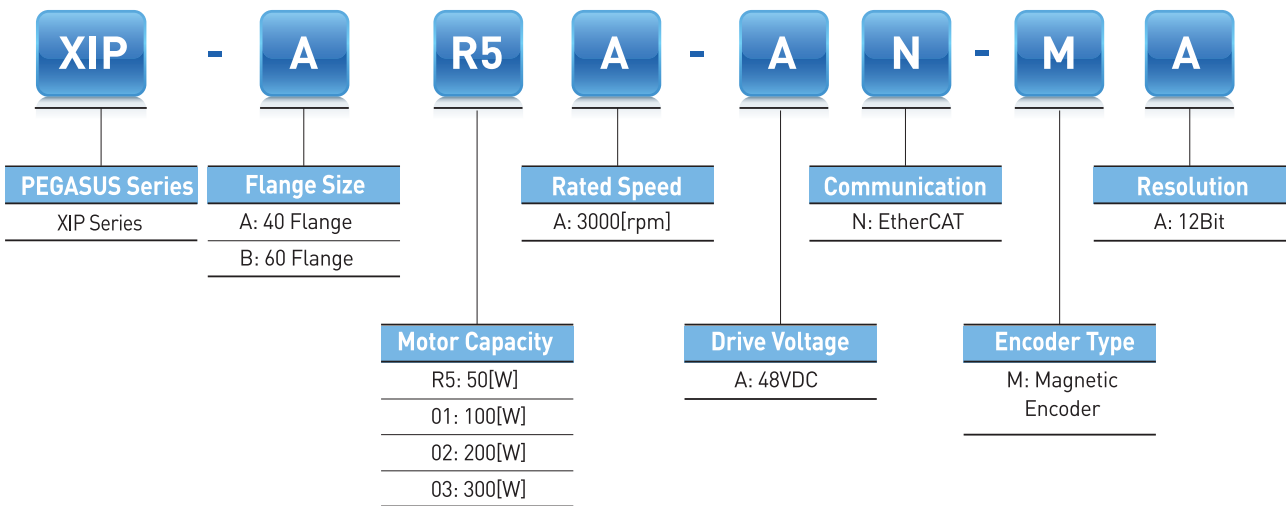 XIP - A R5 A - A N - M A
PEGASUS Series
XIP Series
Flange Size
A: 40 Flange
B: 60 Flange
Rated Speed
A: 3000[rpm]
Communication
N: EtherCAT
Resolution
A: 12Bit
Motor Capacity
R5: 50[W]
01: 100[W]
02: 200[W]
03: 300[W]
Drive Voltage
A: 48VDC
Encoder Type
M: Magnetic
Encoder